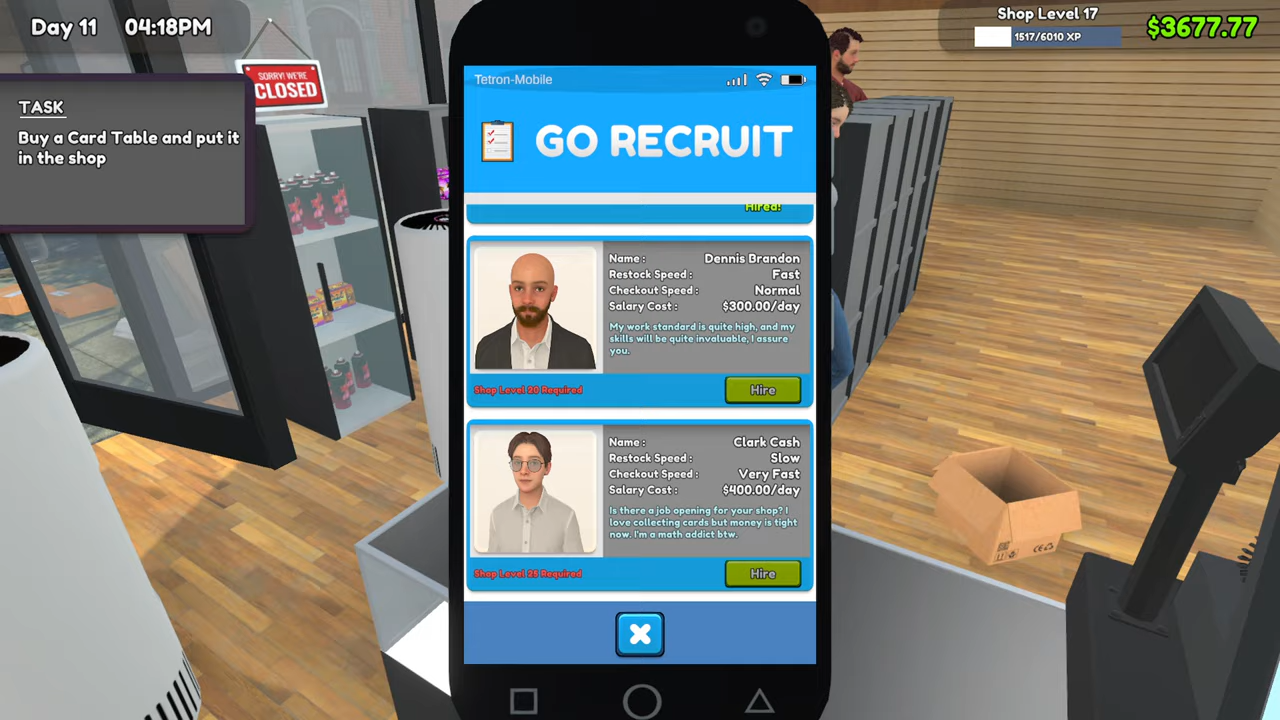 Day 11 04:18PM
Shop Level 17
1517/6010 XP
$3677.77
SORRY! WE'RE
CLOSED
TASK
Buy a Card Table and put it
in the shop
Tetron-Mobile
GO RECRUIT
Hired!
Name : Dennis Brandon
Restock Speed : Fast
Checkout Speed : Normal
Salary Cost : $300.00/day
My work standard is quite high, and my
skills will be quite invaluable, I assure
you.
Shop Level 20 Required
Hire
Name : Clark Cash
Restock Speed : Slow
Checkout Speed : Very Fast
Salary Cost : $400.00/day
Is there a job opening for your shop? I
love collecting cards but money is tight
now. I'm a math addict btw.
Shop Level 25 Required
Hire